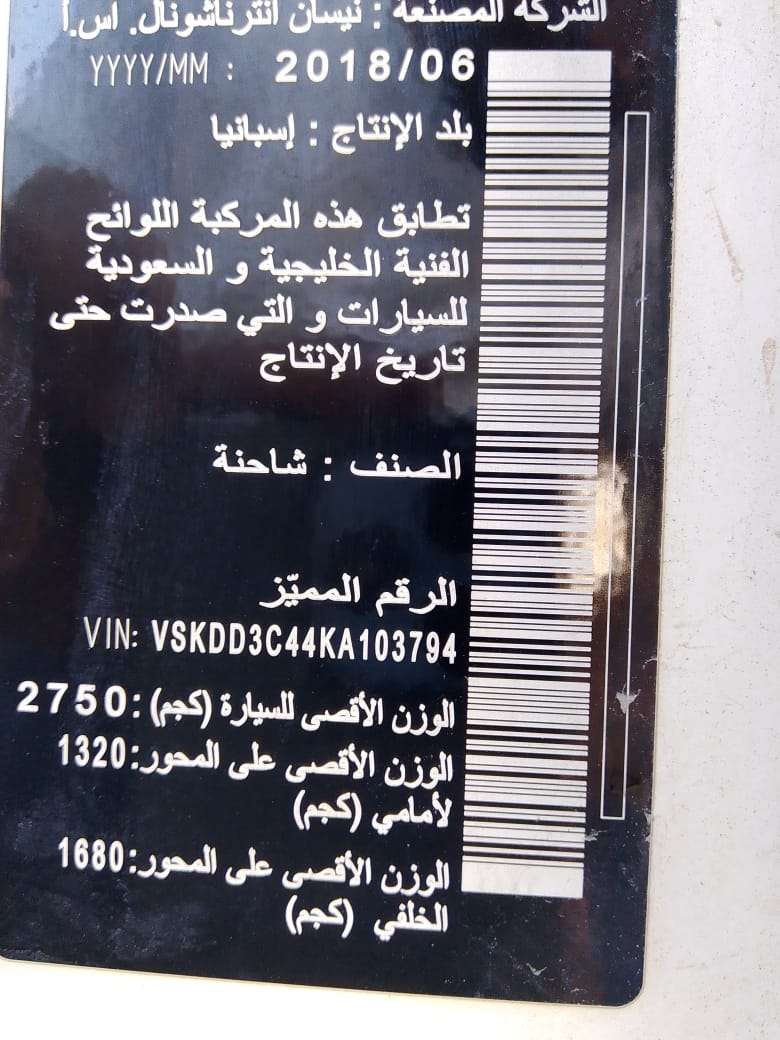 الشركة المصنعة : نيسان انترناشونال. اس.أ
YYYY/MM : 2018/06
بلد الإنتاج : إسبانيا
تطابق هذه المركبة اللوائح
الفنية الخليجية و السعودية
للسيارات و التي صدرت حتى
تاريخ الإنتاج
الصنف : شاحنة
الرقم المميّز
VIN: VSKDD3C44KA103794
الوزن الأقصى للسيارة (كجم):2750
الوزن الأقصى على المحور:1320
لأمامي (كجم)
الوزن الأقصى على المحور:1680
الخلفي (كجم)